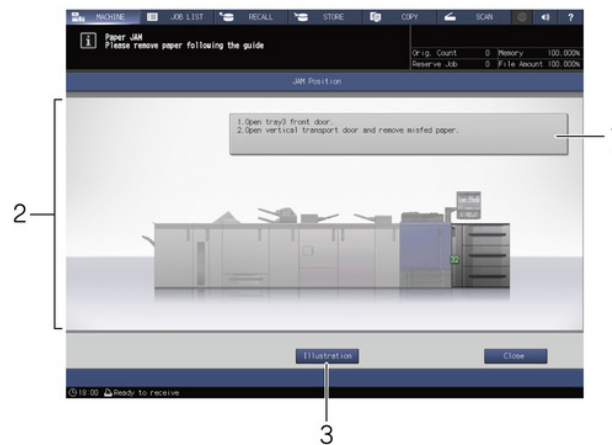 MACHINE JOB LIST RECALL STORE COPY SCAN ?
Paper JAM
Please remove paper following the guide
Orig. Count 0 Memory 100.000%
Reserve Job 0 File Amount 100.000%
JAM Position
1.Open tray3 front door.
2.Open vertical transport door and remove misfed paper.
2
32
Illustration Close
18:00 Ready to receive
3